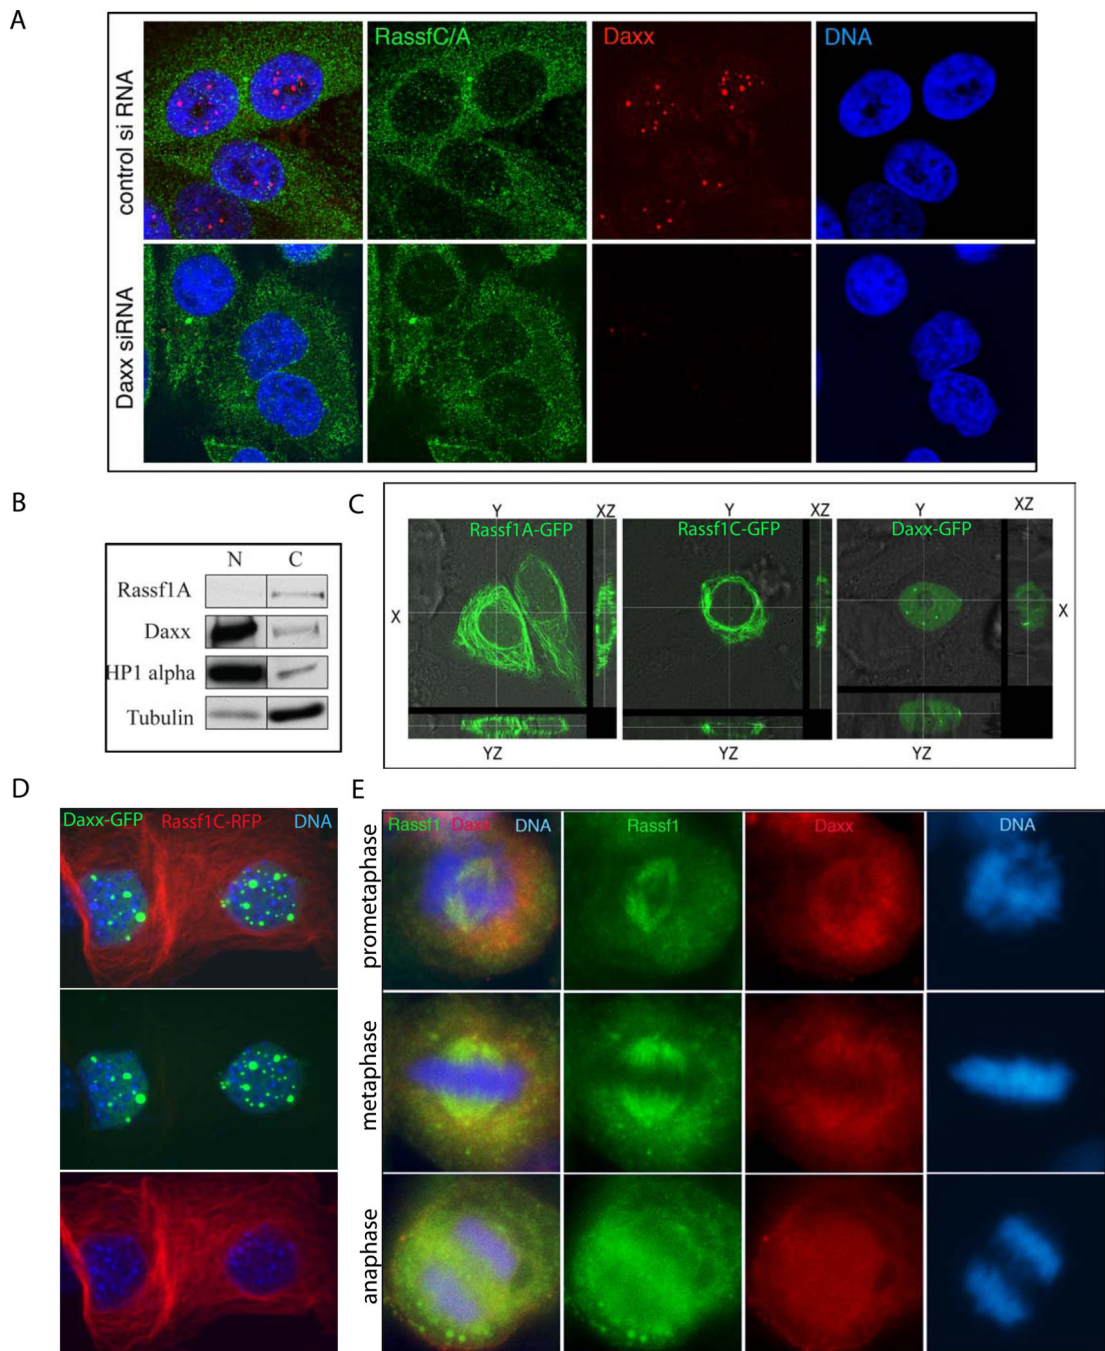 A
RassfC/A
Daxx
DNA
control si RNA
Daxx siRNA
B
N C
Rassf1A
Daxx
HP1 alpha
Tubulin
C
Y XZ Y Y XZ
Rassf1A-GFP Rassf1C-GFP Daxx-GFP
X X
YZ YZ YZ
D
Daxx-GFP Rassf1C-RFP DNA
E
Rassf1 Daxx DNA Rassf1 Daxx DNA
prometaphase
metaphase
anaphase